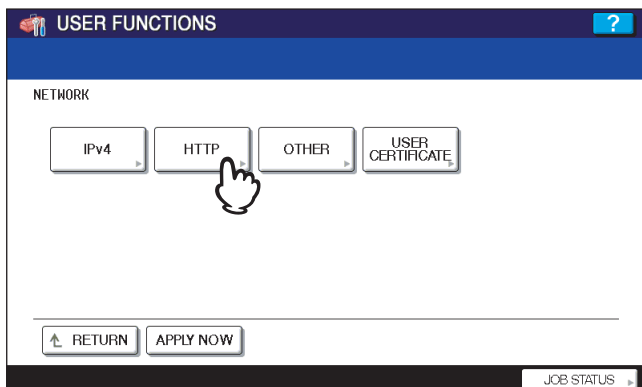 USER FUNCTIONS
?
NETWORK
IPv4
HTTP
OTHER
USER
CERTIFICATE
RETURN
APPLY NOW
JOB STATUS